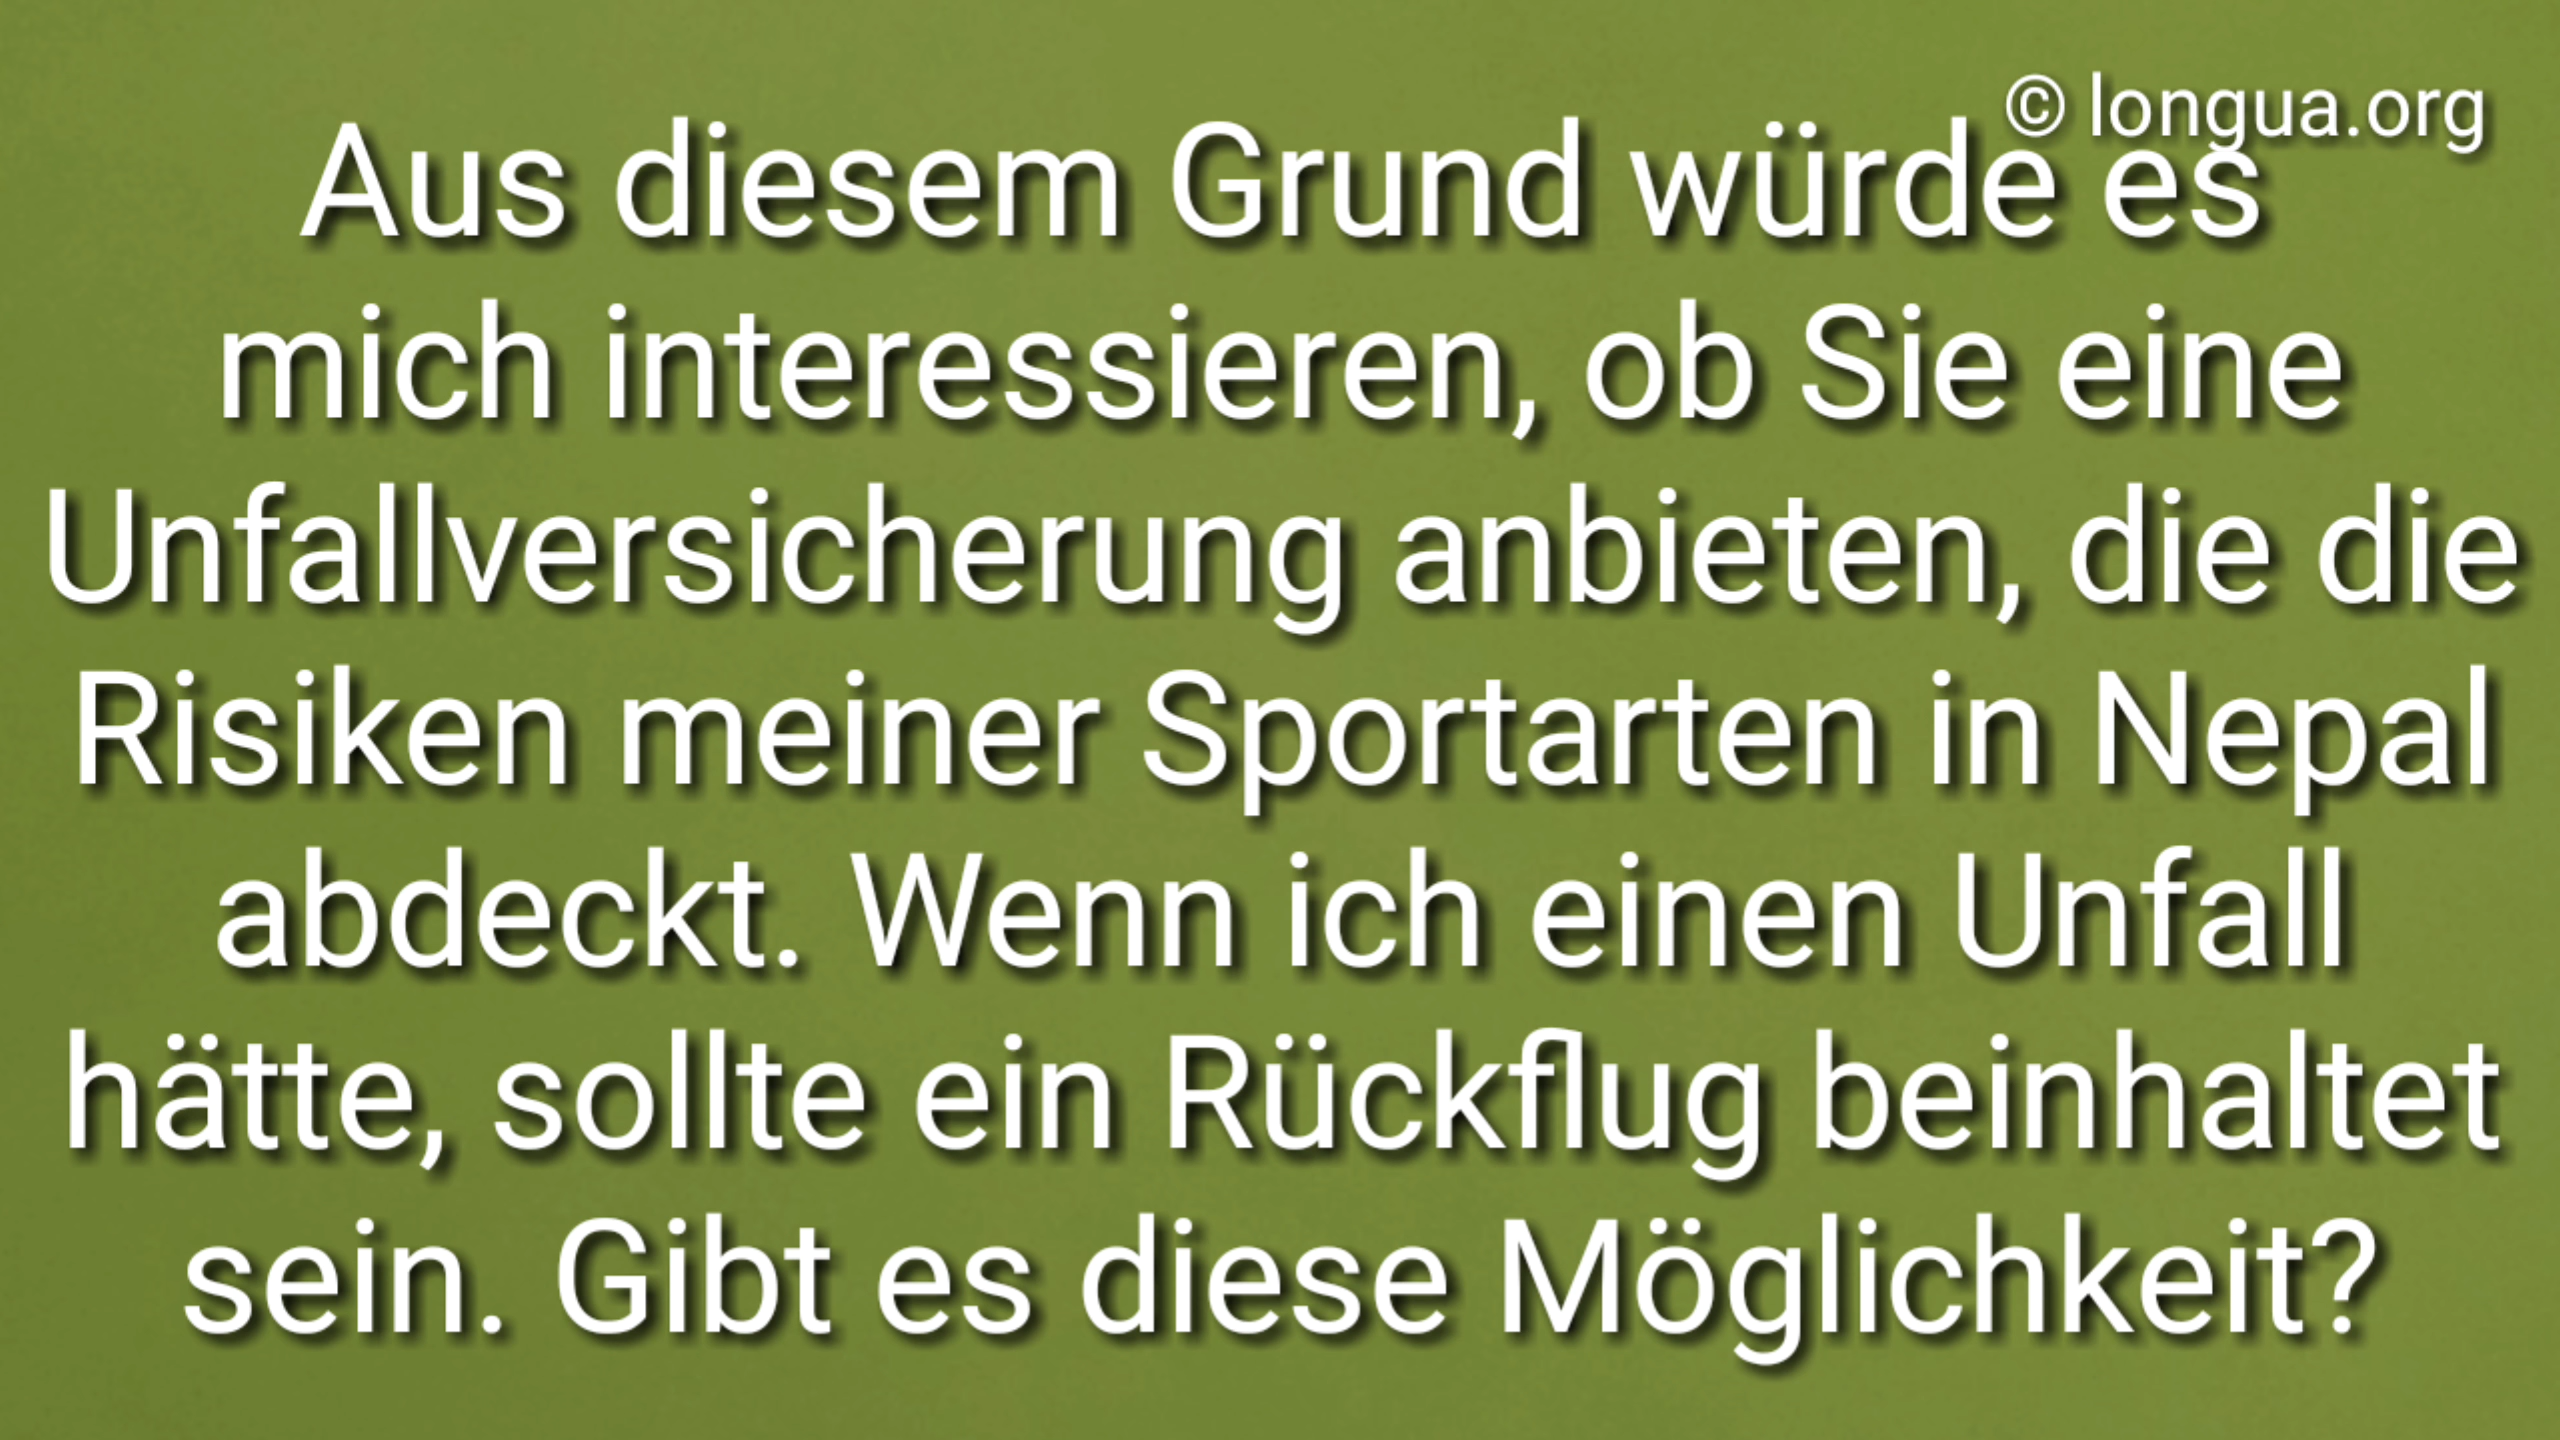 © longua.org
Aus diesem Grund würde es
mich interessieren, ob Sie eine
Unfallversicherung anbieten, die die
Risiken meiner Sportarten in Nepal
abdeckt. Wenn ich einen Unfall
hätte, sollte ein Rückflug beinhaltet
sein. Gibt es diese Möglichkeit?